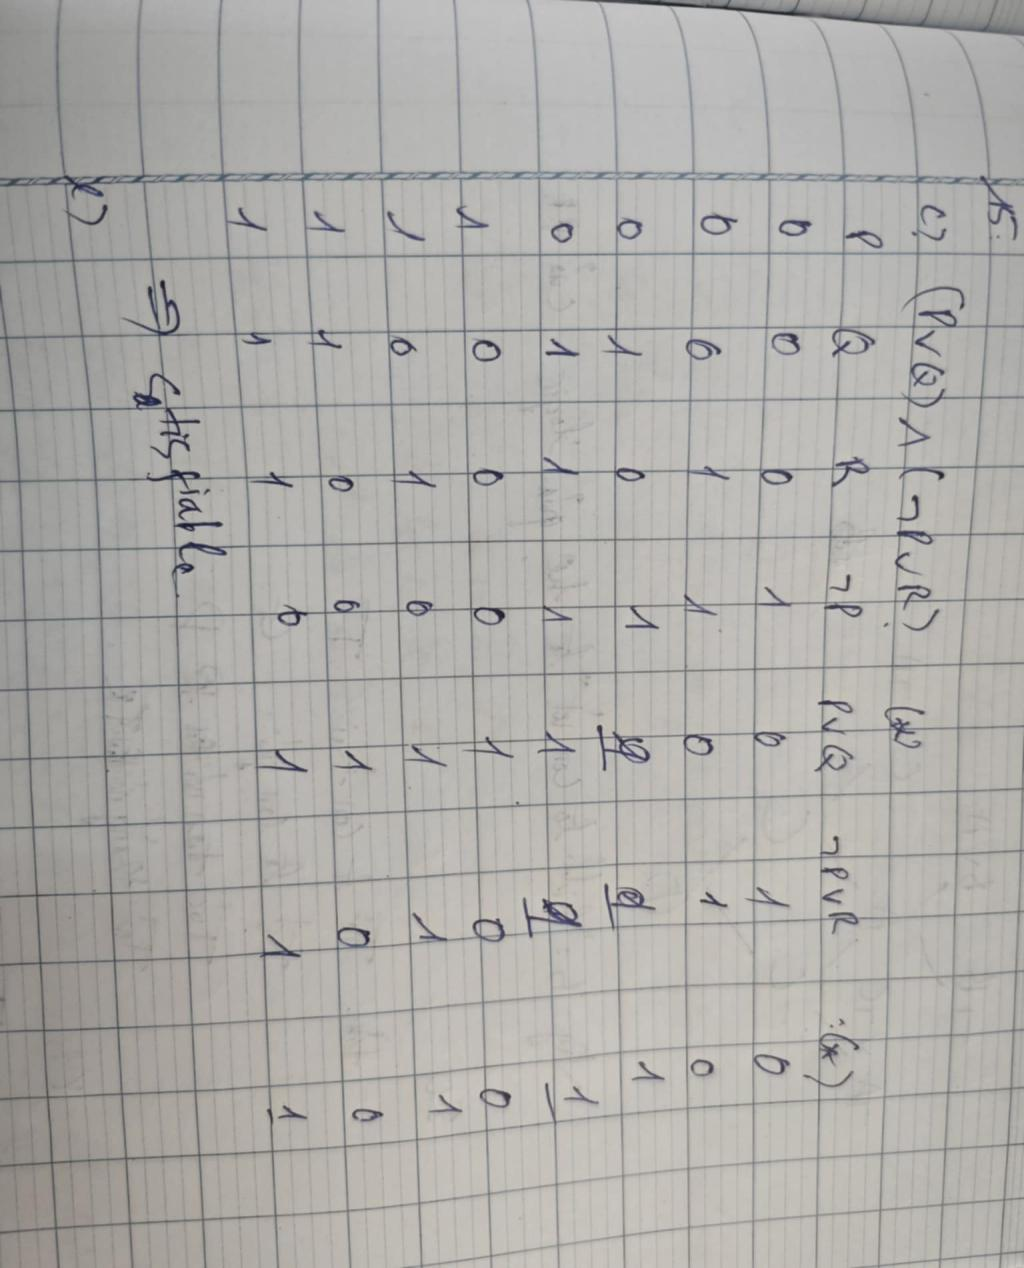 15.
c) (P∨Q)∧(¬P∨R) (*)
P Q R ¬P P∨Q ¬P∨R (*)
0 0 0 1 0 1 0
0 0 1 1 0 1 0
0 1 0 1 1 1 1
0 1 1 1 1 1 1
1 0 0 0 1 0 0
1 0 1 0 1 1 1
1 1 0 0 1 0 0
1 1 1 0 1 1 1
⇒ Satisfiable
l)